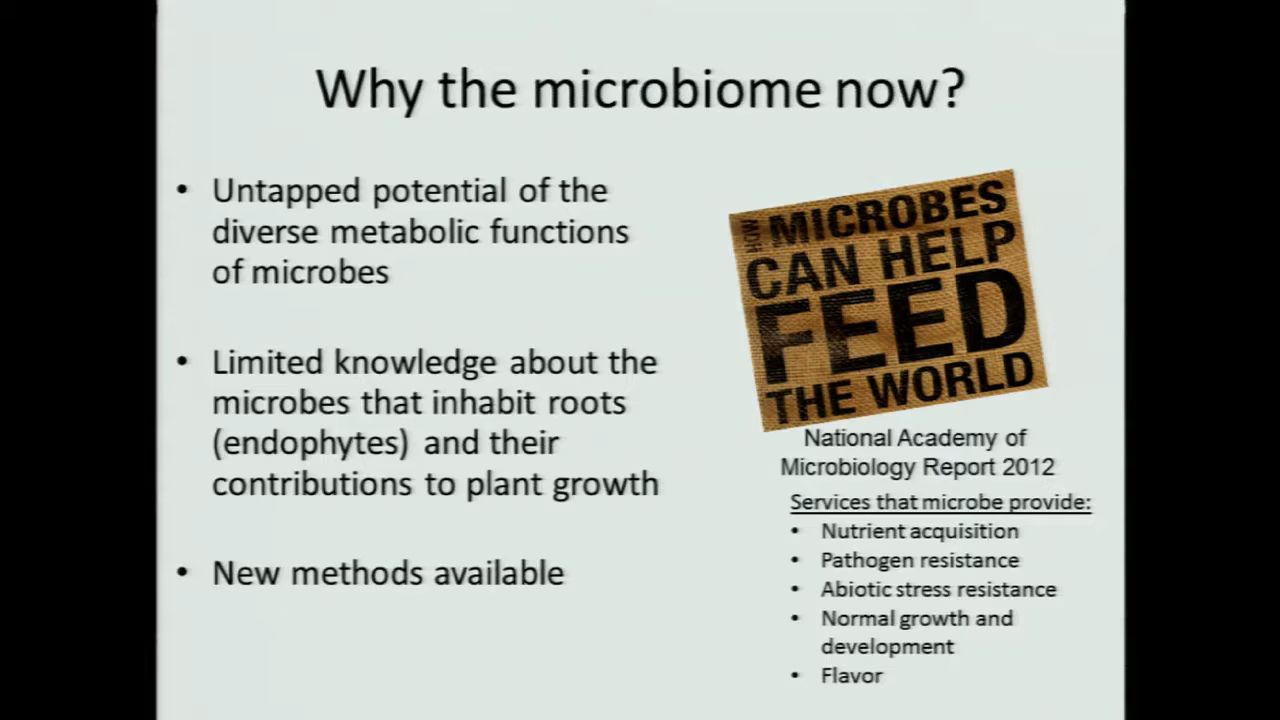 Why the microbiome now?
• Untapped potential of the
diverse metabolic functions
of microbes
• Limited knowledge about the
microbes that inhabit roots
(endophytes) and their
contributions to plant growth
• New methods available
HOW MICROBES
CAN HELP
FEED
THE WORLD
National Academy of
Microbiology Report 2012
Services that microbe provide:
• Nutrient acquisition
• Pathogen resistance
• Abiotic stress resistance
• Normal growth and
development
• Flavor